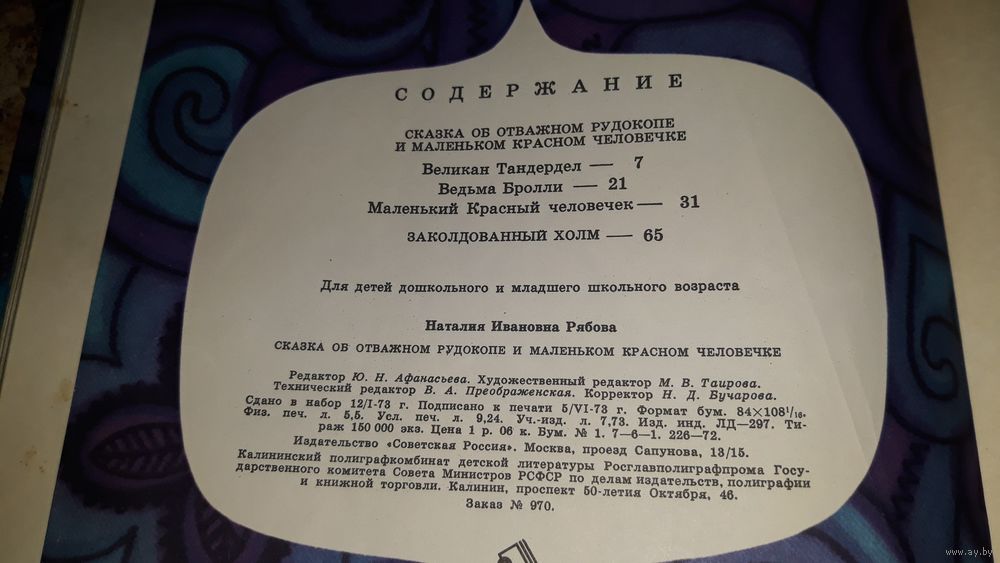 СОДЕРЖАНИЕ
СКАЗКА ОБ ОТВАЖНОМ РУДОКОПЕ
И МАЛЕНЬКОМ КРАСНОМ ЧЕЛОВЕЧКЕ
Великан Тандердел — 7
Ведьма Бролли — 21
Маленький Красный человечек — 31
ЗАКОЛДОВАННЫЙ ХОЛМ — 65
Для детей дошкольного и младшего школьного возраста
Наталия Ивановна Рябова
СКАЗКА ОБ ОТВАЖНОМ РУДОКОПЕ И МАЛЕНЬКОМ КРАСНОМ ЧЕЛОВЕЧКЕ
Редактор Ю. Н. Афанасьева. Художественный редактор М. В. Таирова.
Технический редактор В. А. Преображенская. Корректор Н. Д. Бучарова.
Сдано в набор 12/I-73 г. Подписано к печати 5/VI-73 г. Формат бум. 84×108¹/₁₆.
Физ. печ. л. 5,5. Усл. печ. л. 9,24. Уч.-изд. л. 7,73. Изд. инд. ЛД—297. Ти-
раж 150 000 экз. Цена 1 р. 06 к. Бум. № 1. 7—6—1. 226—72.
Издательство «Советская Россия». Москва, проезд Сапунова, 13/15.
Калининский полиграфкомбинат детской литературы Росглавполиграфпрома Госу-
дарственного комитета Совета Министров РСФСР по делам издательств, полиграфии
и книжной торговли. Калинин, проспект 50-летия Октября, 46.
Заказ № 970.
www.ay.by